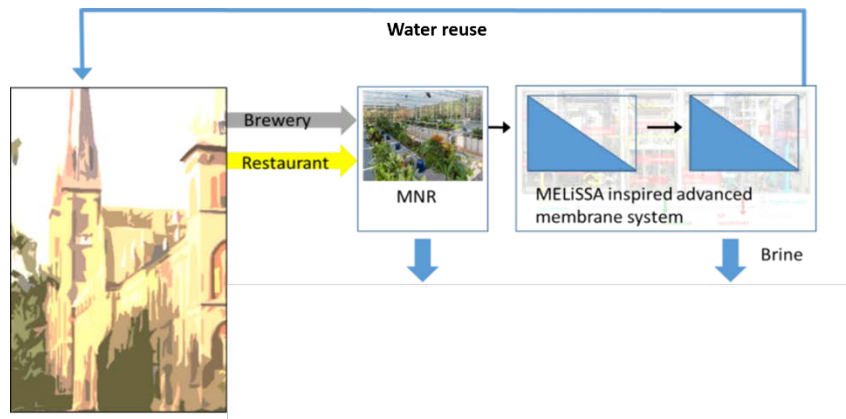 Water reuse
Brewery
Restaurant
MNR
MELiSSA inspired advanced
membrane system
Brine